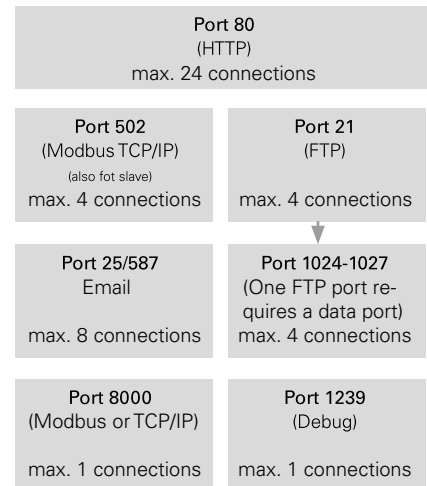 Port 80
(HTTP)
max. 24 connections
Port 502
(Modbus TCP/IP)
(also fot slave)
max. 4 connections
Port 21
(FTP)
max. 4 connections
Port 25/587
Email
max. 8 connections
Port 1024-1027
(One FTP port re-
quires a data port)
max. 4 connections
Port 8000
(Modbus or TCP/IP)
max. 1 connections
Port 1239
(Debug)
max. 1 connections